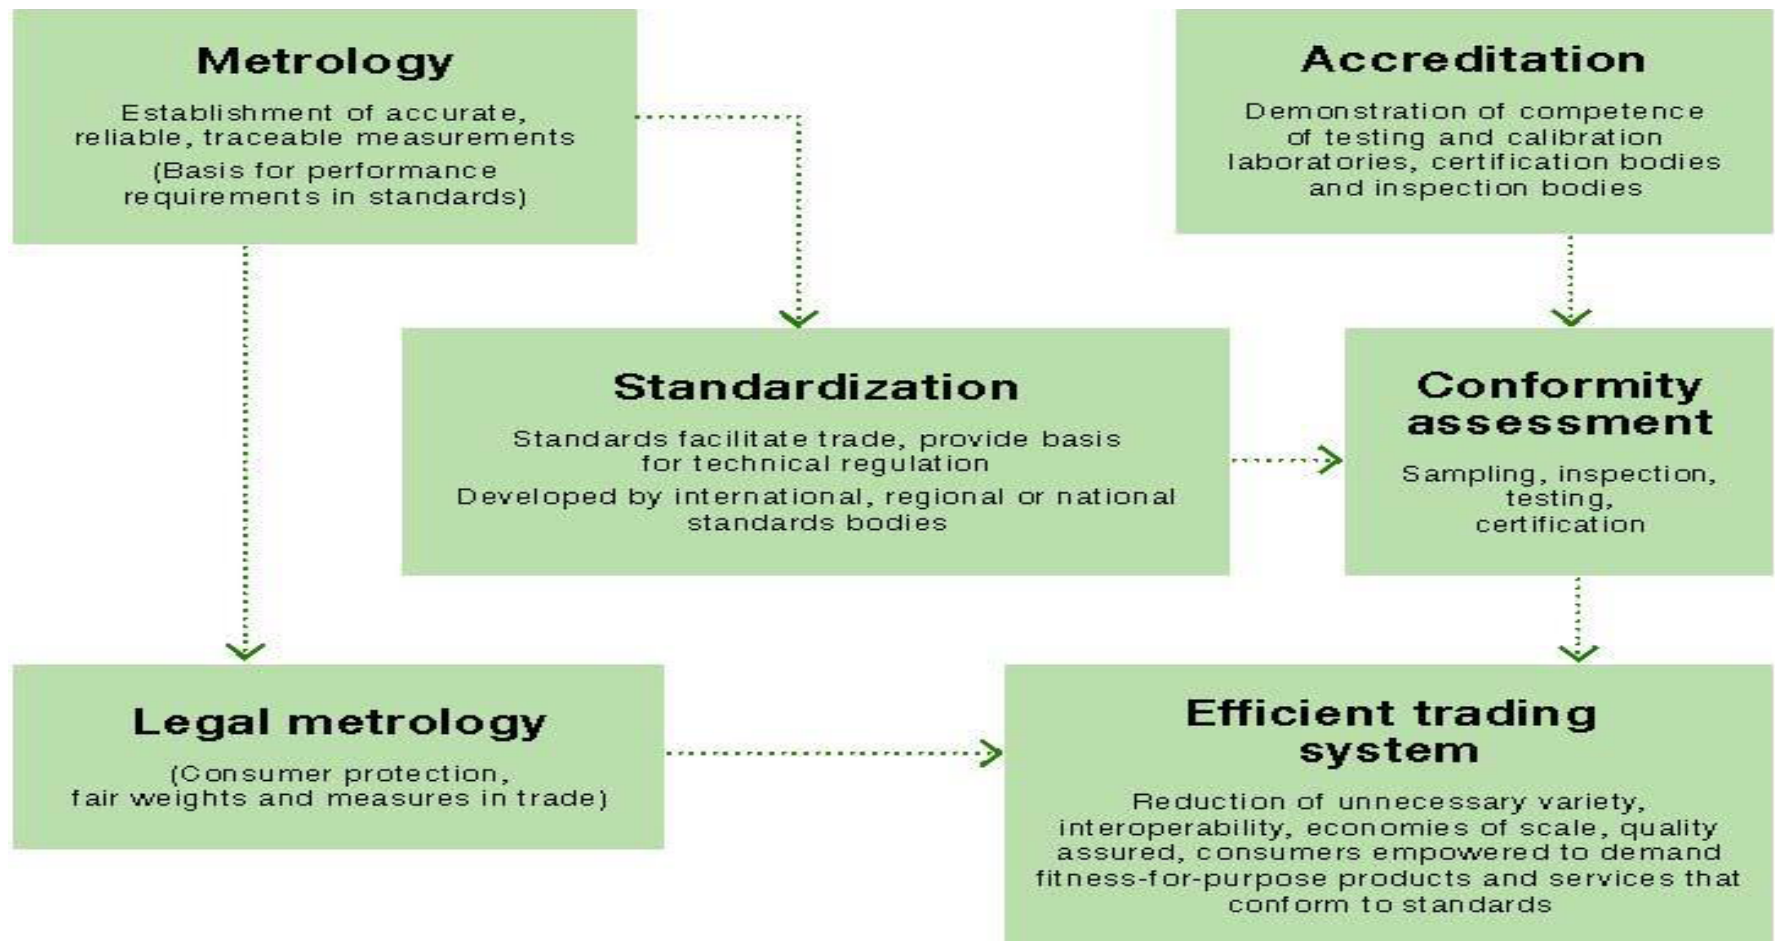 Metrology
Establishment of accurate,
reliable, traceable measurements
(Basis for performance
requirements in standards)
Accreditation
Demonstration of competence
of testing and calibration
laboratories, certification bodies
and inspection bodies
Standardization
Standards facilitate trade, provide basis
for technical regulation
Developed by international, regional or national
standards bodies
Conformity
assessment
Sampling, inspection,
testing,
certification
Legal metrology
(Consumer protection,
fair weights and measures in trade)
Efficient trading
system
Reduction of unnecessary variety,
interoperability, economies of scale, quality
assured, consumers empowered to demand
fitness-for-purpose products and services that
conform to standards